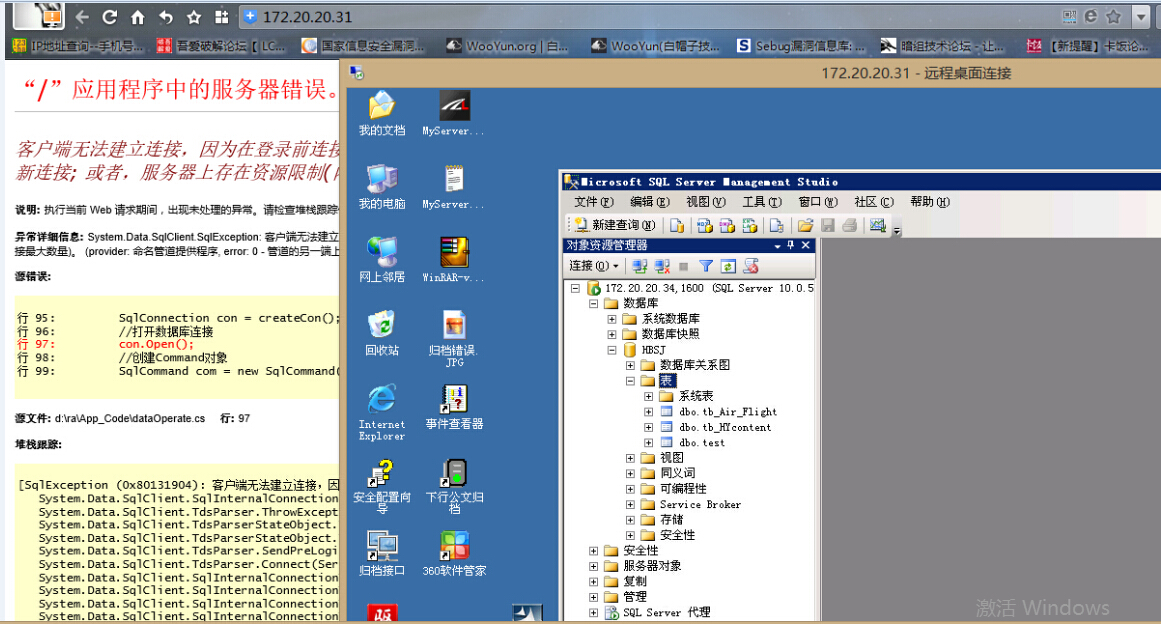 172.20.20.31
IP地址查询--手机号...
吾爱破解论坛【 LC...
国家信息安全漏洞...
WooYun.org | 白...
WooYun(白帽子技...
Sebug漏洞信息库: ...
暗组技术论坛 - 让...
【新提醒】卡饭论...
“/”应用程序中的服务器错误。
客户端无法建立连接，因为在登录前连接
新连接; 或者，服务器上存在资源限制(
说明: 执行当前 Web 请求期间，出现未处理的异常。请检查堆栈跟踪
异常详细信息: System.Data.SqlClient.SqlException: 客户端无法建立
接最大数量)。 (provider: 命名管道提供程序, error: 0 - 管道的另一端上
源错误:
行 95: SqlConnection con = createCon();
行 96: //打开数据库连接
行 97: con.Open();
行 98: //创建Command对象
行 99: SqlCommand com = new SqlCommand(
源文件: d:\ra\App_Code\dataOperate.cs 行: 97
堆栈跟踪:
[SqlException (0x80131904): 客户端无法建立连接，因
System.Data.SqlClient.SqlInternalConnection
System.Data.SqlClient.TdsParser.ThrowExcept
System.Data.SqlClient.TdsParserStateObject.
System.Data.SqlClient.TdsParserStateObject.
System.Data.SqlClient.TdsParser.SendPreLogi
System.Data.SqlClient.TdsParser.Connect(Ser
System.Data.SqlClient.SqlInternalConnection
System.Data.SqlClient.SqlInternalConnection
System.Data.SqlClient.SqlInternalConnection
System.Data.SqlClient.SqlInternalConnection
172.20.20.31 - 远程桌面连接
我的文档
MyServer...
我的电脑
MyServer...
网上邻居
WinRAR-v...
回收站
归档错误.
JPG
Internet
Explorer
事件查看器
安全配置向
导
下行公文归
档
归档接口
360软件管家
Microsoft SQL Server Management Studio
文件(F) 编辑(E) 视图(V) 工具(T) 窗口(W) 社区(C) 帮助(H)
新建查询(N)
对象资源管理器
连接(O)
172.20.20.34,1600 (SQL Server 10.0.5
数据库
系统数据库
数据库快照
HBSJ
数据库关系图
表
系统表
dbo.tb_Air_Flight
dbo.tb_HYcontent
dbo.test
视图
同义词
可编程性
Service Broker
存储
安全性
安全性
服务器对象
复制
管理
SQL Server 代理
激活 Windows